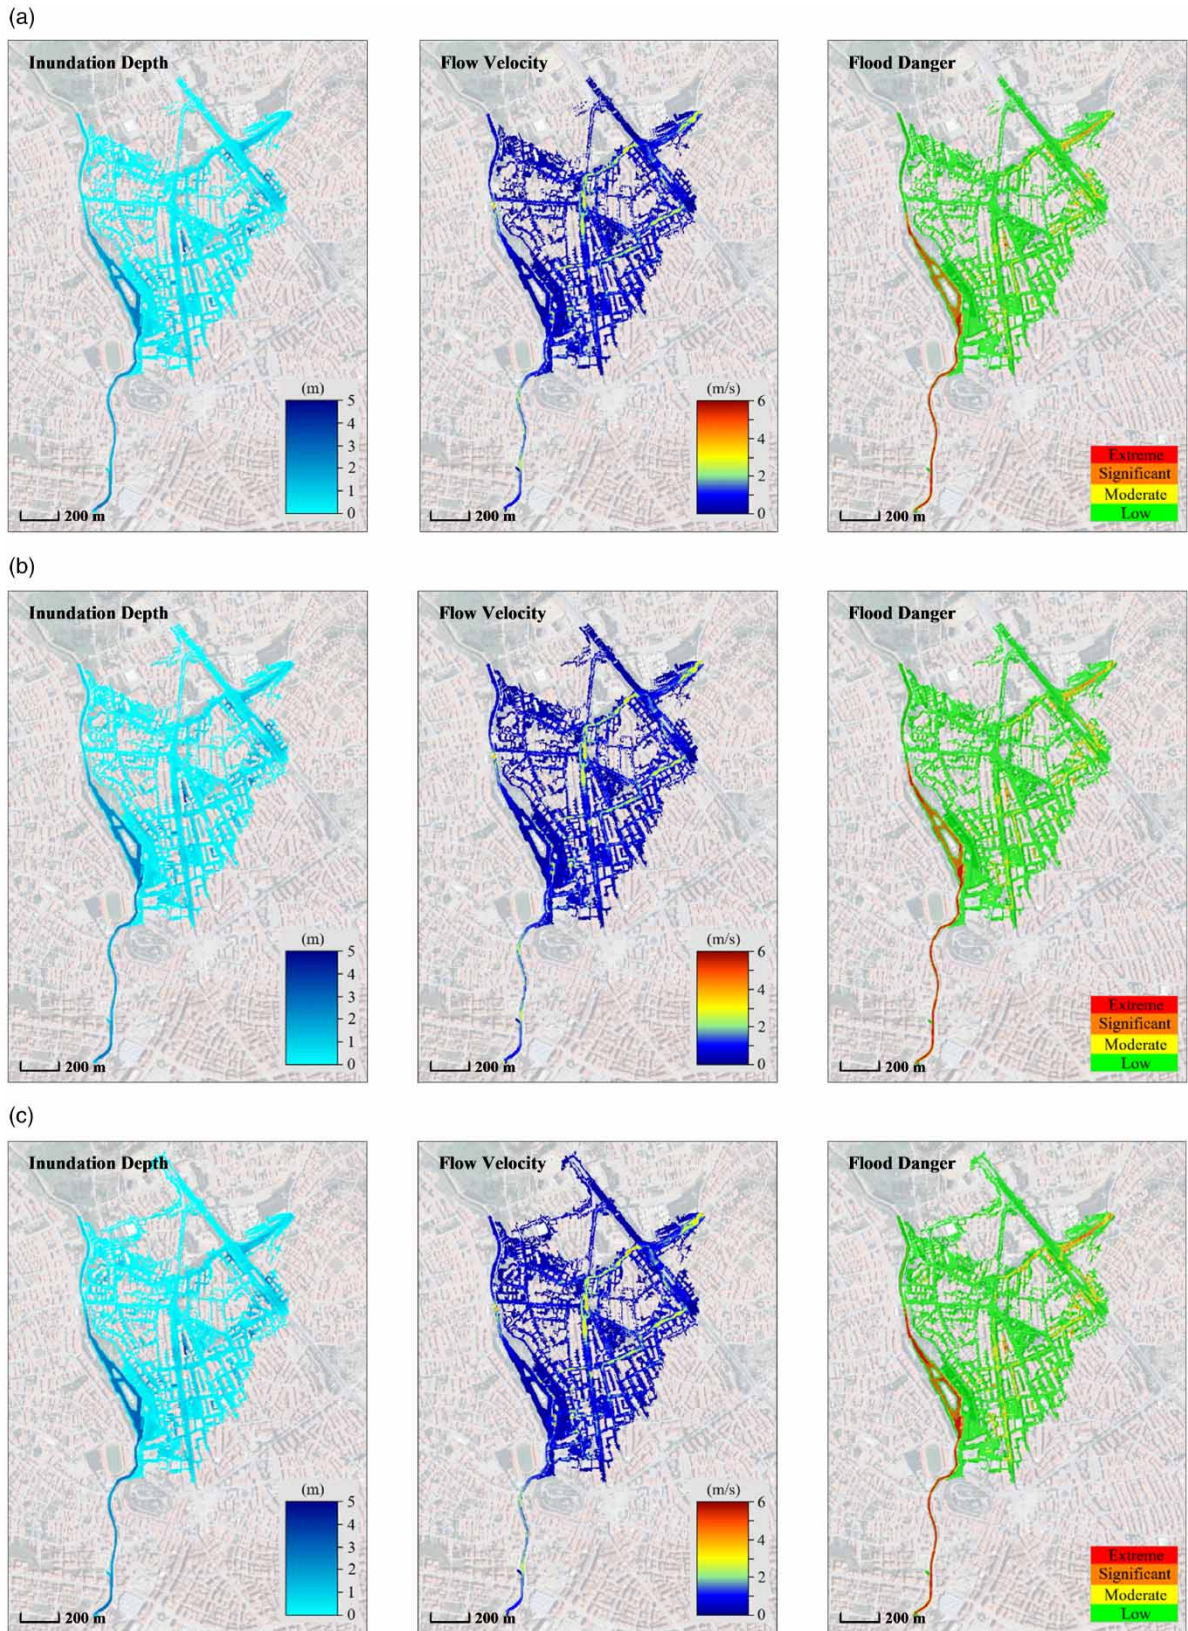 (a)
Inundation Depth
Flow Velocity
Flood Danger
(m)
5
4
3
2
1
0
200 m
(m/s)
6
4
2
0
200 m
Extreme
Significant
Moderate
Low
200 m
(b)
Inundation Depth
Flow Velocity
Flood Danger
(m)
5
4
3
2
1
0
200 m
(m/s)
6
4
2
0
200 m
Extreme
Significant
Moderate
Low
200 m
(c)
Inundation Depth
Flow Velocity
Flood Danger
(m)
5
4
3
2
1
0
200 m
(m/s)
6
4
2
0
200 m
Extreme
Significant
Moderate
Low
200 m